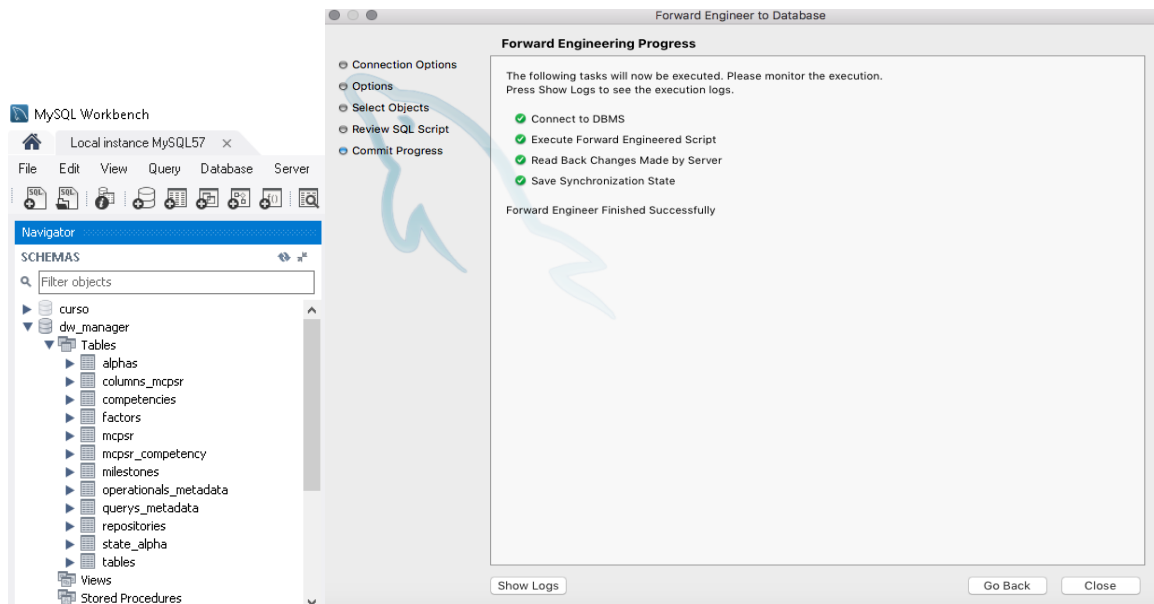 MySQL Workbench
Local instance MySQL57
File Edit View Query Database Server
SQL SQL
Navigator
SCHEMAS
Filter objects
curso
dw_manager
Tables
alphas
columns_mcpsr
competencies
factors
mcpsr
mcpsr_competency
milestones
operationals_metadata
querys_metadata
repositories
state_alpha
tables
Views
Stored Procedures
Forward Engineer to Database
Connection Options
Options
Select Objects
Review SQL Script
Commit Progress
Forward Engineering Progress
The following tasks will now be executed. Please monitor the execution.
Press Show Logs to see the execution logs.
Connect to DBMS
Execute Forward Engineered Script
Read Back Changes Made by Server
Save Synchronization State
Forward Engineer Finished Successfully
Show Logs
Go Back
Close